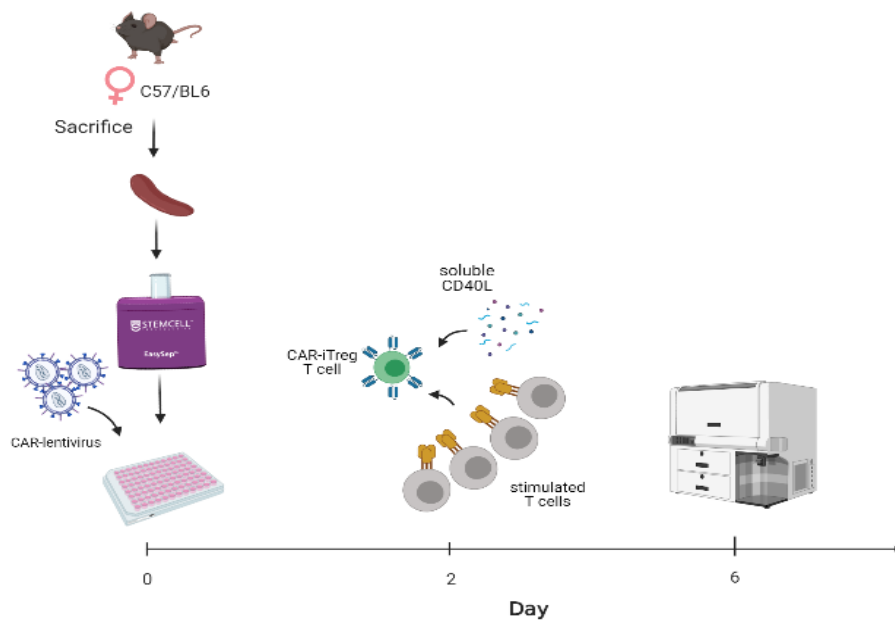 C57/BL6
Sacrifice
STEMCELL
EasySep
CAR-lentivirus
soluble
CD40L
CAR-iTreg
T cell
stimulated
T cells
0
2
6
Day